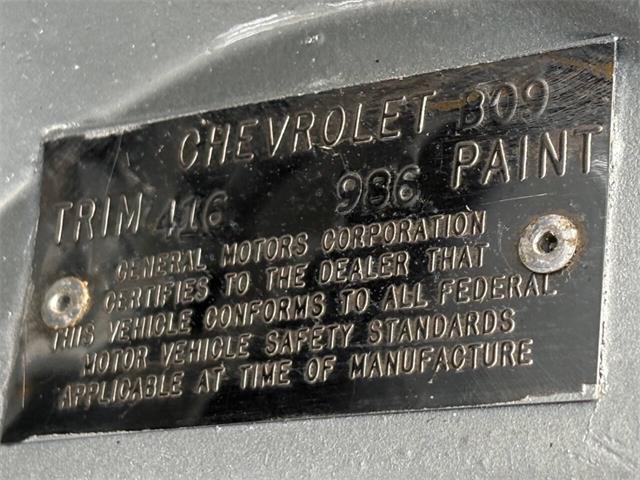 CHEVROLET B09
TRIM 416 986 PAINT
GENERAL MOTORS CORPORATION
CERTIFIES TO THE DEALER THAT
THIS VEHICLE CONFORMS TO ALL FEDERAL
MOTOR VEHICLE SAFETY STANDARDS
APPLICABLE AT TIME OF MANUFACTURE